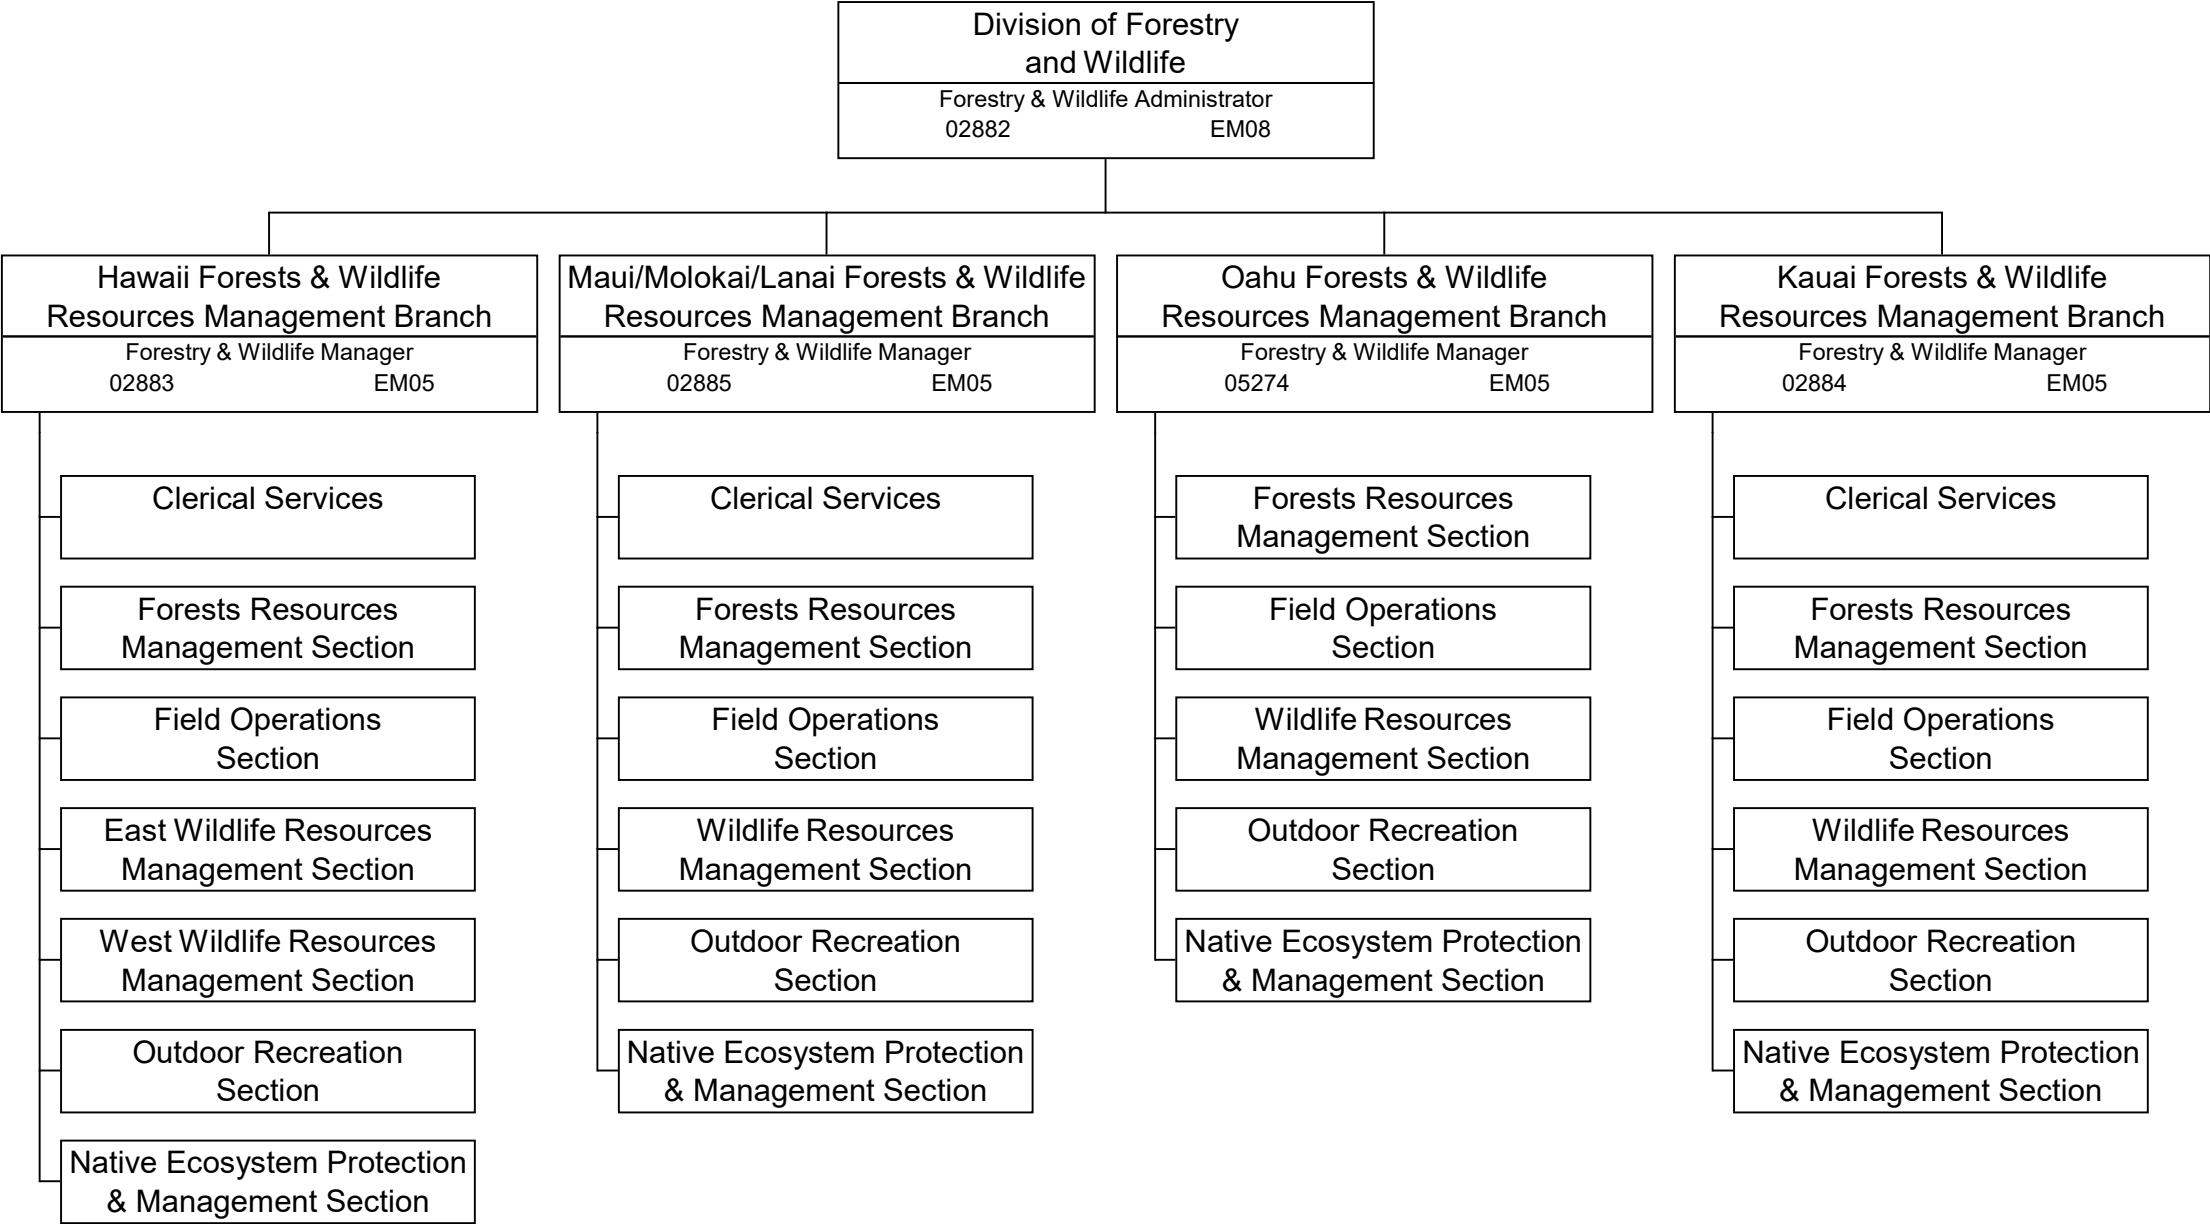 Division of Forestry
and Wildlife
Forestry & Wildlife Administrator
02882 EM08
Hawaii Forests & Wildlife
Resources Management Branch
Forestry & Wildlife Manager
02883 EM05
Clerical Services
Forests Resources
Management Section
Field Operations
Section
East Wildlife Resources
Management Section
West Wildlife Resources
Management Section
Outdoor Recreation
Section
Native Ecosystem Protection
& Management Section
Maui/Molokai/Lanai Forests & Wildlife
Resources Management Branch
Forestry & Wildlife Manager
02885 EM05
Clerical Services
Forests Resources
Management Section
Field Operations
Section
Wildlife Resources
Management Section
Outdoor Recreation
Section
Native Ecosystem Protection
& Management Section
Oahu Forests & Wildlife
Resources Management Branch
Forestry & Wildlife Manager
05274 EM05
Forests Resources
Management Section
Field Operations
Section
Wildlife Resources
Management Section
Outdoor Recreation
Section
Native Ecosystem Protection
& Management Section
Kauai Forests & Wildlife
Resources Management Branch
Forestry & Wildlife Manager
02884 EM05
Clerical Services
Forests Resources
Management Section
Field Operations
Section
Wildlife Resources
Management Section
Outdoor Recreation
Section
Native Ecosystem Protection
& Management Section